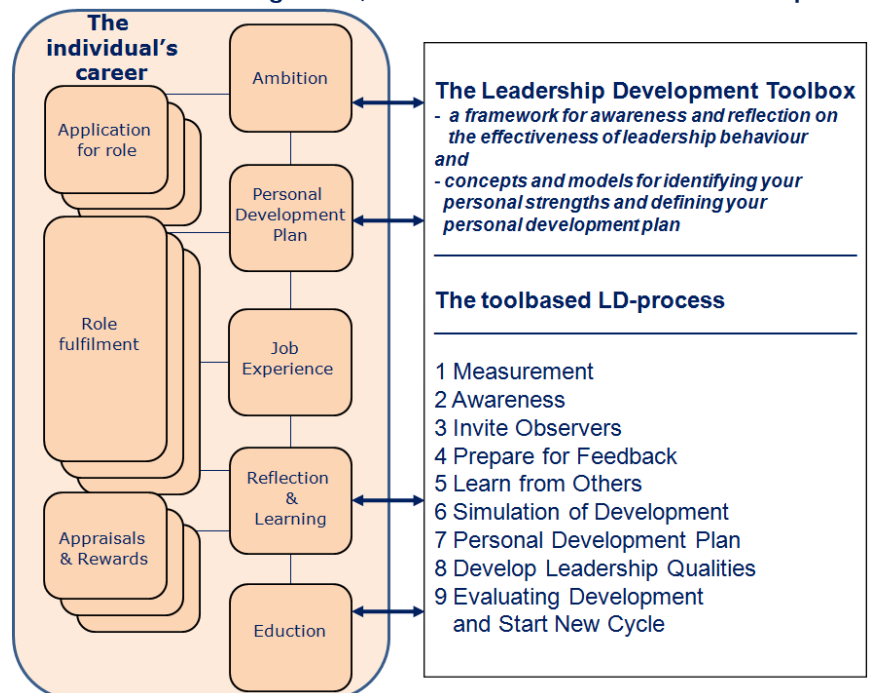 The
individual's
career
Ambition
Application
for role
Personal
Development
Plan
Role
fulfilment
Job
Experience
Reflection
&
Learning
Appraisals
& Rewards
Eduction
The Leadership Development Toolbox
- a framework for awareness and reflection on
the effectiveness of leadership behaviour
and
- concepts and models for identifying your
personal strengths and defining your
personal development plan
The toolbased LD-process
1 Measurement
2 Awareness
3 Invite Observers
4 Prepare for Feedback
5 Learn from Others
6 Simulation of Development
7 Personal Development Plan
8 Develop Leadership Qualities
9 Evaluating Development
and Start New Cycle